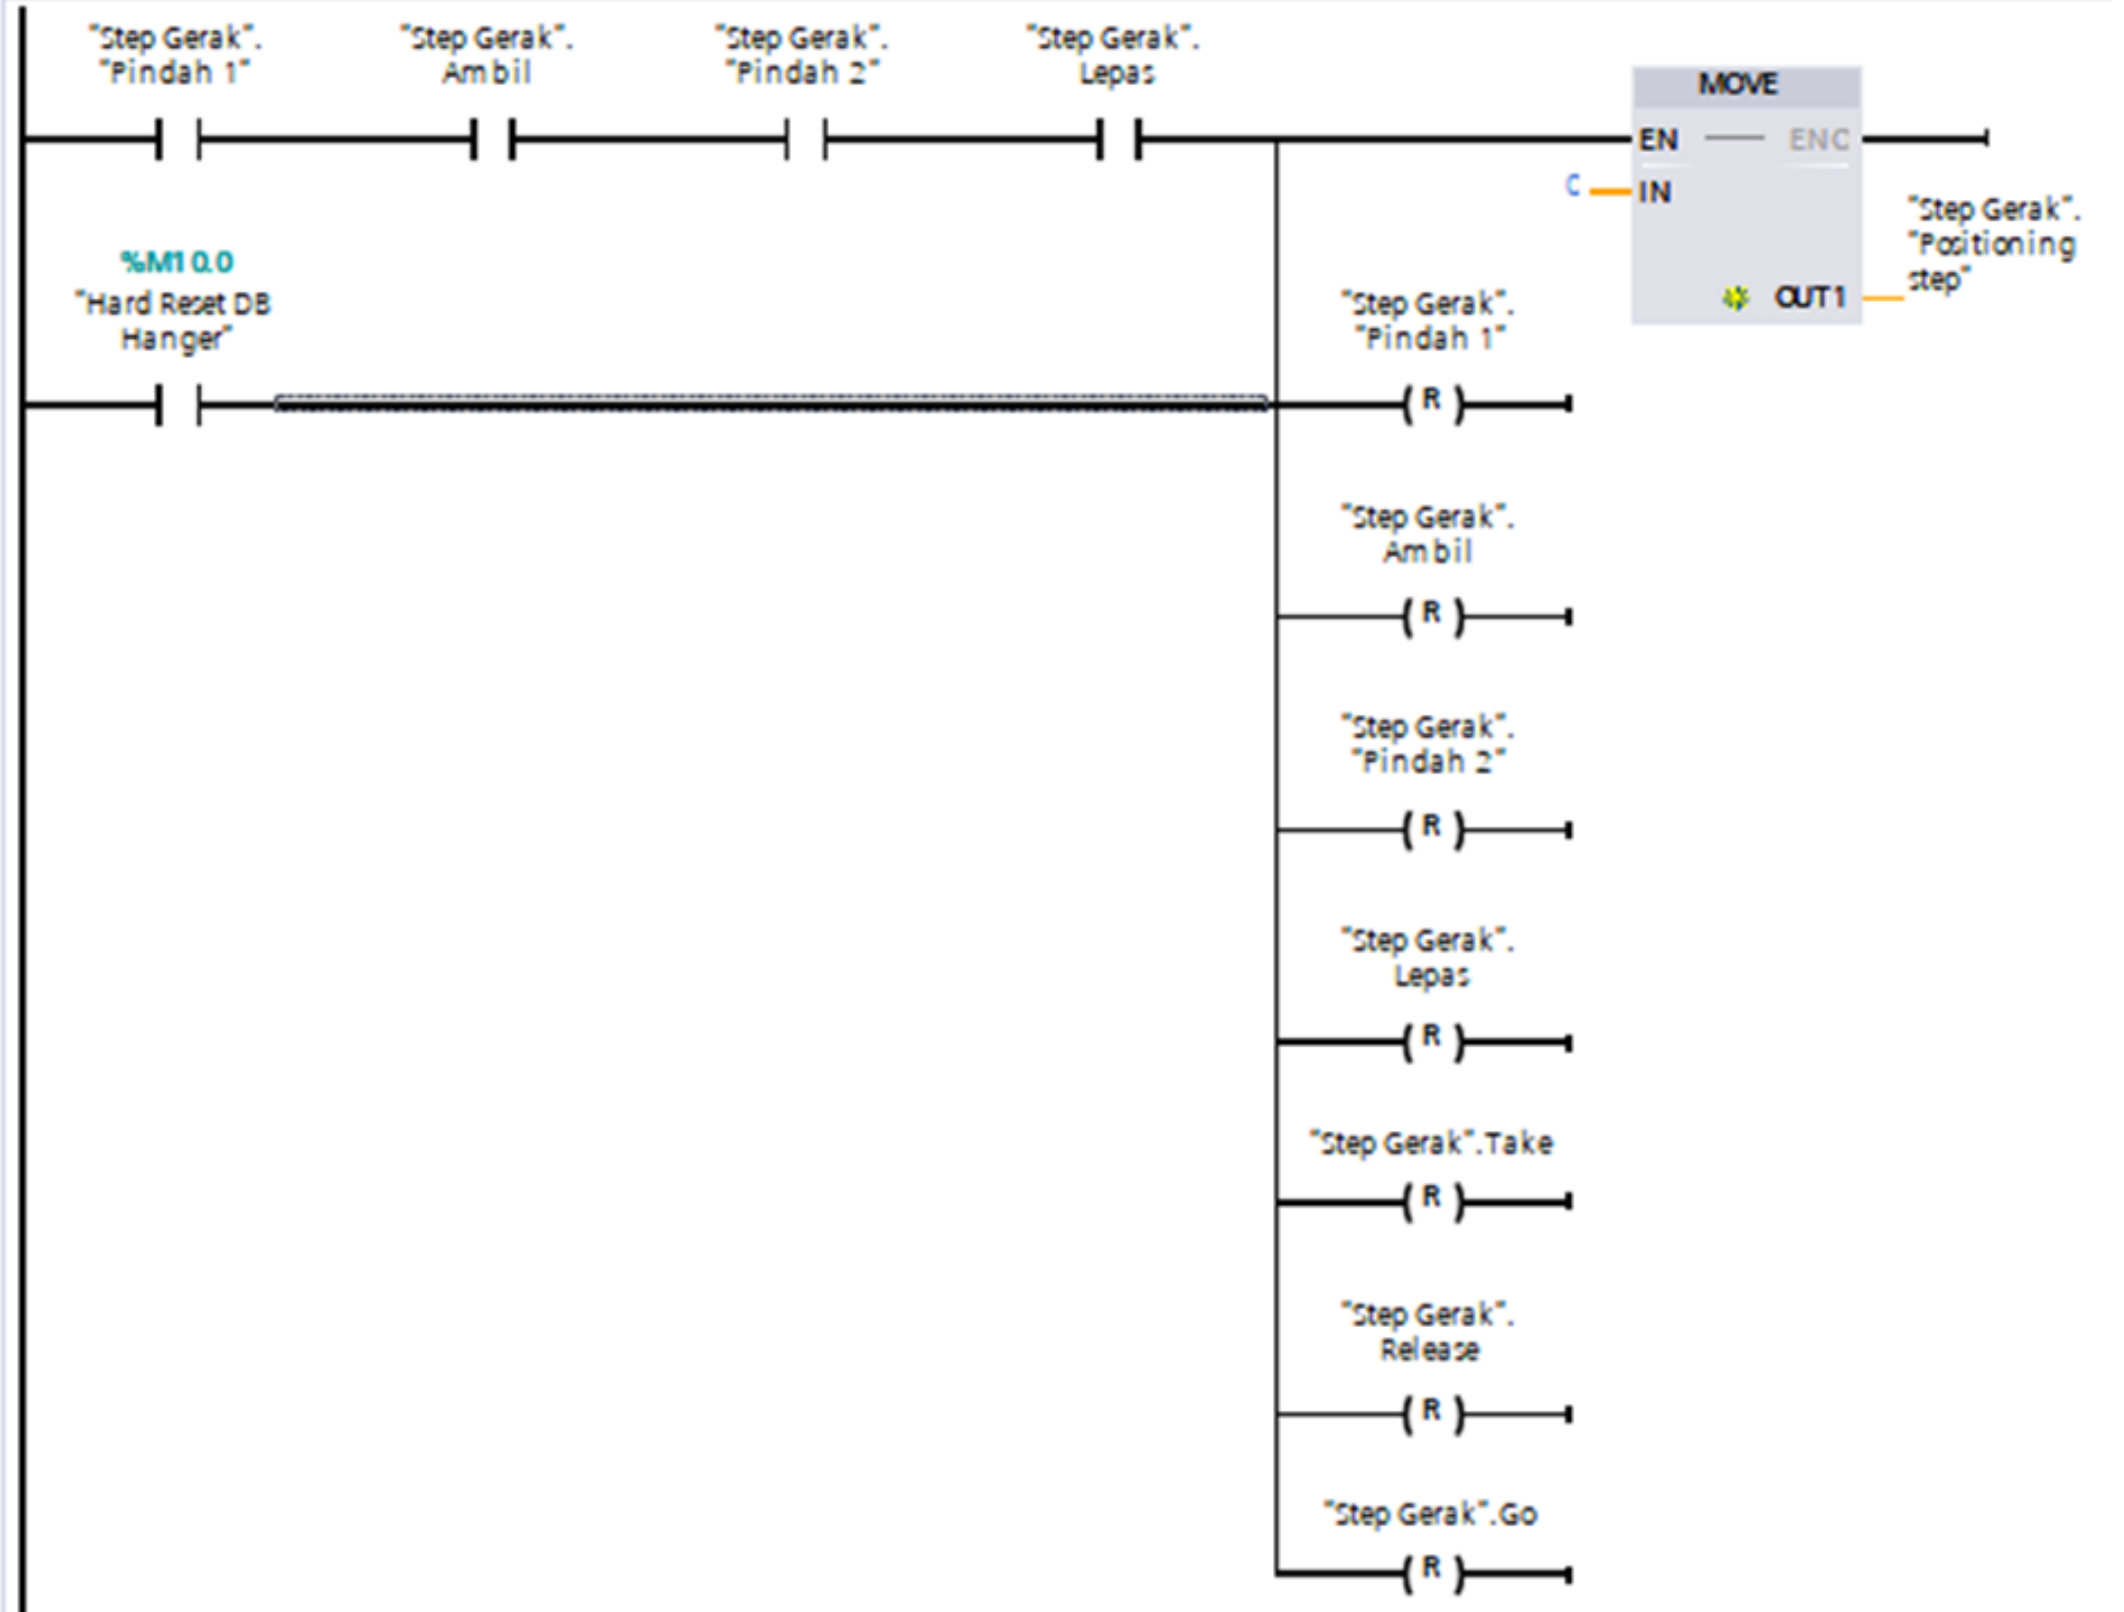 "Step Gerak".
"Pindah 1"
"Step Gerak".
Ambil
"Step Gerak".
"Pindah 2"
"Step Gerak".
Lepas
MOVE
EN
IN
OUT1
"Step Gerak".
"Positioning
step"
%M10.0
"Hard Reset DB
Hanger"
"Step Gerak".
"Pindah 1"
R
"Step Gerak".
Ambil
R
"Step Gerak".
"Pindah 2"
R
"Step Gerak".
Lepas
R
"Step Gerak".Take
R
"Step Gerak".
Release
R
"Step Gerak".Go
R